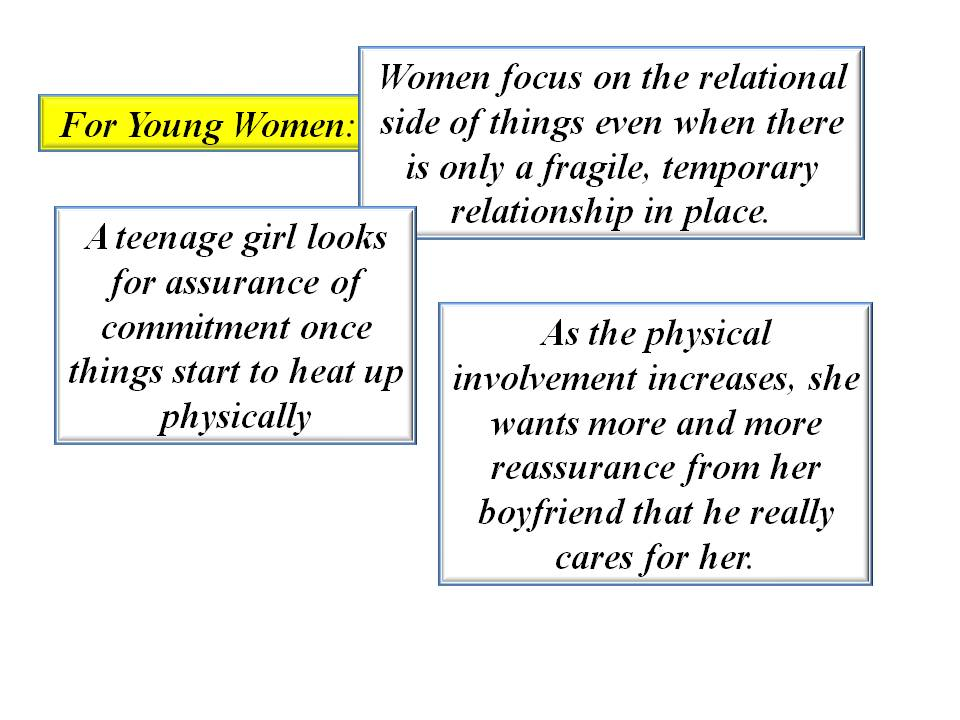 For Young Women:
Women focus on the relational
side of things even when there
is only a fragile, temporary
relationship in place.
A teenage girl looks
for assurance of
commitment once
things start to heat up
physically
As the physical
involvement increases, she
wants more and more
reassurance from her
boyfriend that he really
cares for her.